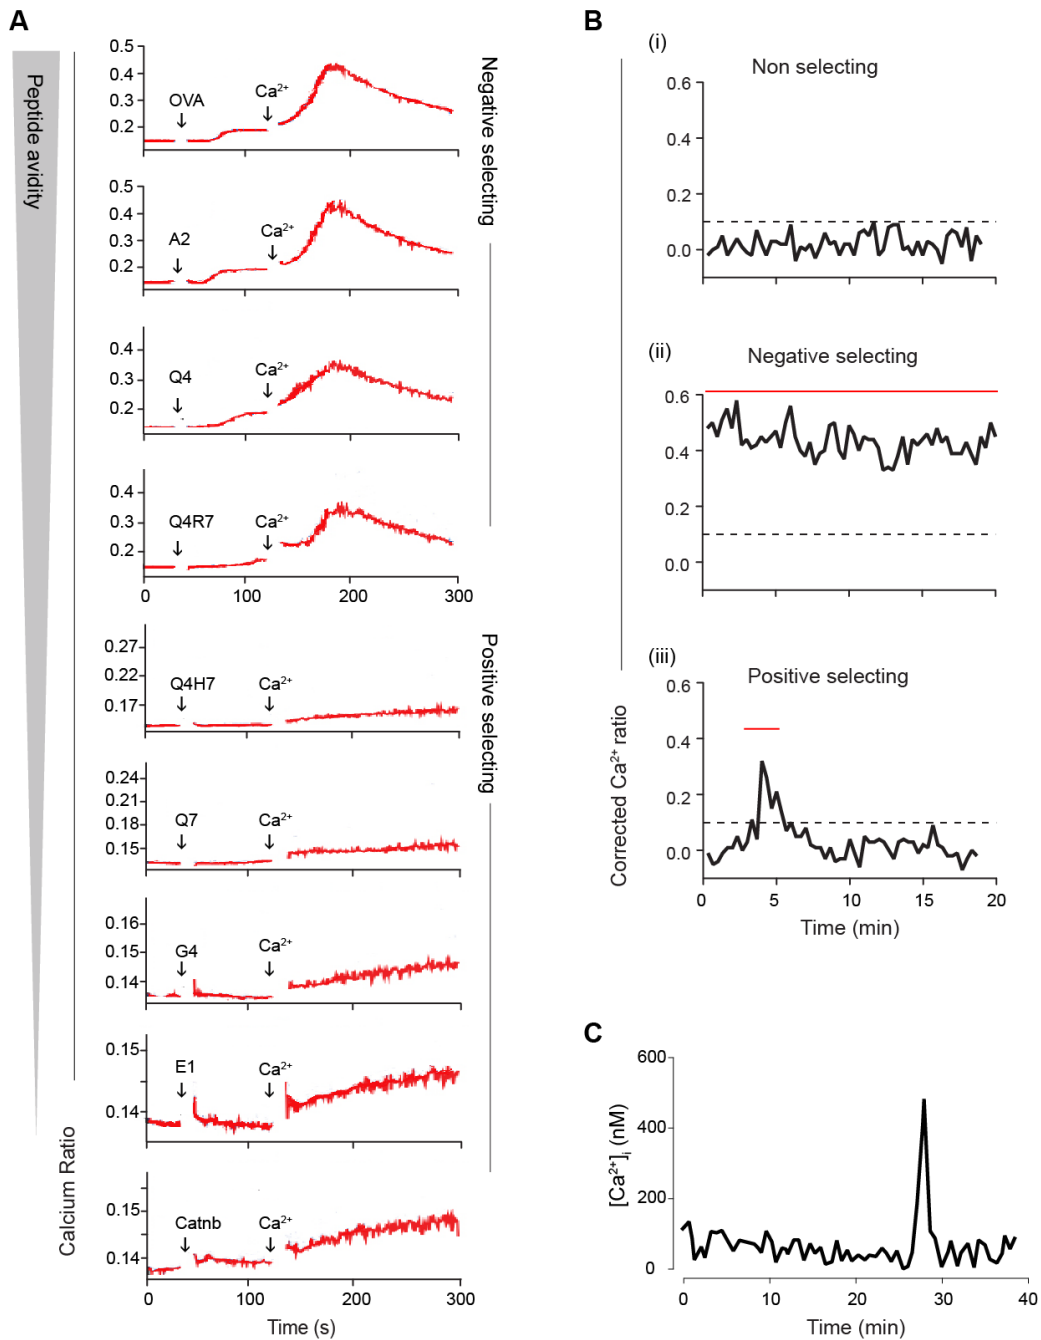 A
Peptide avidity
Calcium Ratio
Negative selecting
Positive selecting
0.5
0.4
0.3
0.2
OVA
Ca²⁺
0.5
0.4
0.3
0.2
A2
Ca²⁺
0.4
0.3
0.2
Q4
Ca²⁺
0.4
0.3
0.2
Q4R7
Ca²⁺
0 100 200 300
0.27
0.22
0.17
Q4H7
Ca²⁺
0.24
0.21
0.18
0.15
Q7
Ca²⁺
0.16
0.15
0.14
G4
Ca²⁺
0.15
0.14
E1
Ca²⁺
0.15
0.14
Catnb
Ca²⁺
0 100 200 300
Time (s)
B
Corrected Ca²⁺ ratio
(i)
Non selecting
0.6
0.4
0.2
0.0
(ii)
Negative selecting
0.6
0.4
0.2
0.0
(iii)
Positive selecting
0.6
0.4
0.2
0.0
0 5 10 15 20
Time (min)
C
[Ca²⁺]ᵢ (nM)
600
400
200
0
0 10 20 30 40
Time (min)